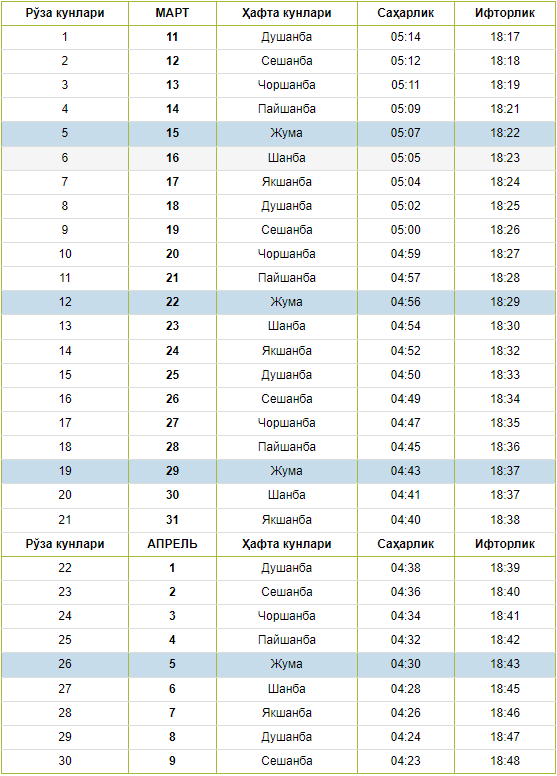 Рўза кунлари МАРТ Ҳафта кунлари Саҳарлик Ифторлик
1 11 Душанба 05:14 18:17
2 12 Сешанба 05:12 18:18
3 13 Чоршанба 05:11 18:19
4 14 Пайшанба 05:09 18:21
5 15 Жума 05:07 18:22
6 16 Шанба 05:05 18:23
7 17 Якшанба 05:04 18:24
8 18 Душанба 05:02 18:25
9 19 Сешанба 05:00 18:26
10 20 Чоршанба 04:59 18:27
11 21 Пайшанба 04:57 18:28
12 22 Жума 04:56 18:29
13 23 Шанба 04:54 18:30
14 24 Якшанба 04:52 18:32
15 25 Душанба 04:50 18:33
16 26 Сешанба 04:49 18:34
17 27 Чоршанба 04:47 18:35
18 28 Пайшанба 04:45 18:36
19 29 Жума 04:43 18:37
20 30 Шанба 04:41 18:37
21 31 Якшанба 04:40 18:38
Рўза кунлари АПРЕЛЬ Ҳафта кунлари Саҳарлик Ифторлик
22 1 Душанба 04:38 18:39
23 2 Сешанба 04:36 18:40
24 3 Чоршанба 04:34 18:41
25 4 Пайшанба 04:32 18:42
26 5 Жума 04:30 18:43
27 6 Шанба 04:28 18:45
28 7 Якшанба 04:26 18:46
29 8 Душанба 04:24 18:47
30 9 Сешанба 04:23 18:48